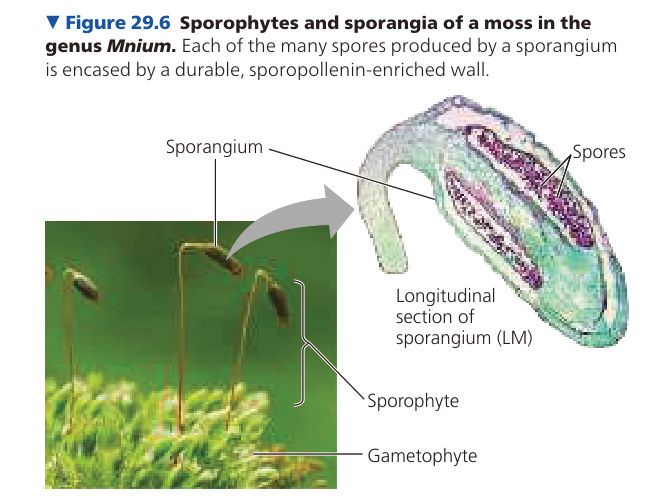 ▼ Figure 29.6 Sporophytes and sporangia of a moss in the
genus Mnium. Each of the many spores produced by a sporangium
is encased by a durable, sporopollenin-enriched wall.
Sporangium
Spores
Longitudinal
section of
sporangium (LM)
Sporophyte
Gametophyte